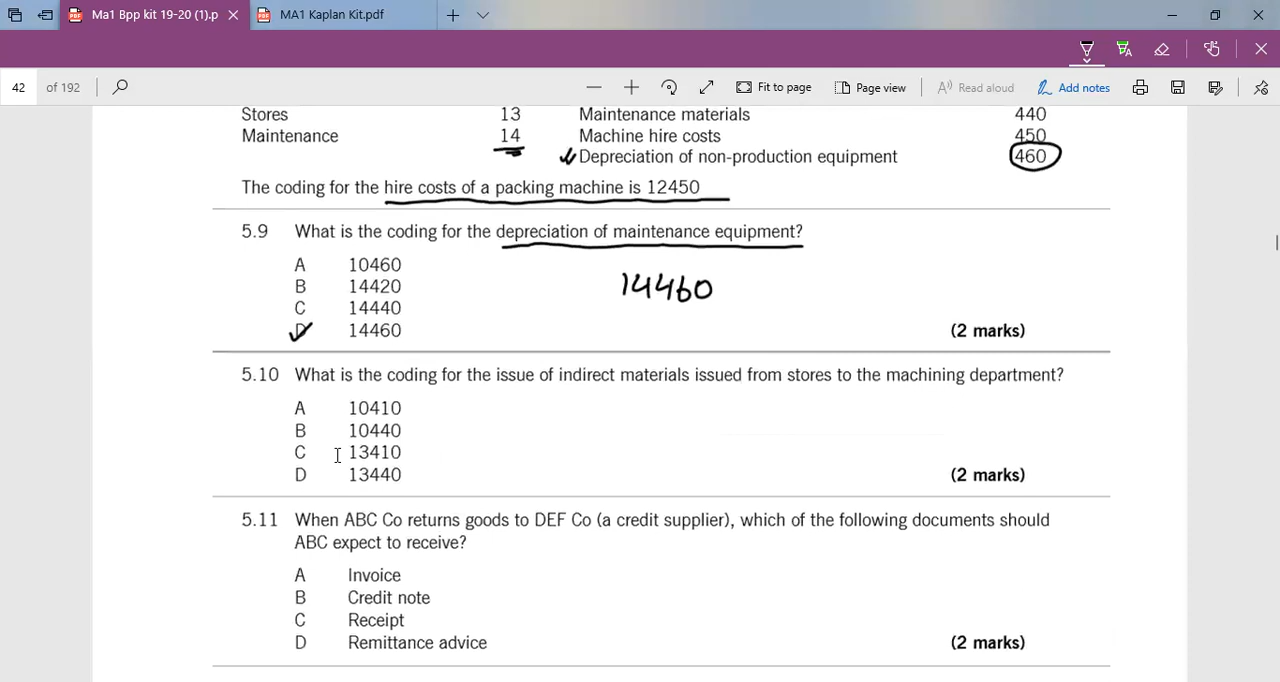 Ma1 Bpp kit 19-20 (1).p
MA1 Kaplan Kit.pdf
42 of 192
Fit to page
Page view
Read aloud
Add notes
Stores 13 Maintenance materials 440
Maintenance 14 Machine hire costs 450
Depreciation of non-production equipment 460
The coding for the hire costs of a packing machine is 12450
5.9 What is the coding for the depreciation of maintenance equipment?
A 10460
B 14420
C 14440
D 14460
14460
(2 marks)
5.10 What is the coding for the issue of indirect materials issued from stores to the machining department?
A 10410
B 10440
C 13410
D 13440
(2 marks)
5.11 When ABC Co returns goods to DEF Co (a credit supplier), which of the following documents should
ABC expect to receive?
A Invoice
B Credit note
C Receipt
D Remittance advice
(2 marks)